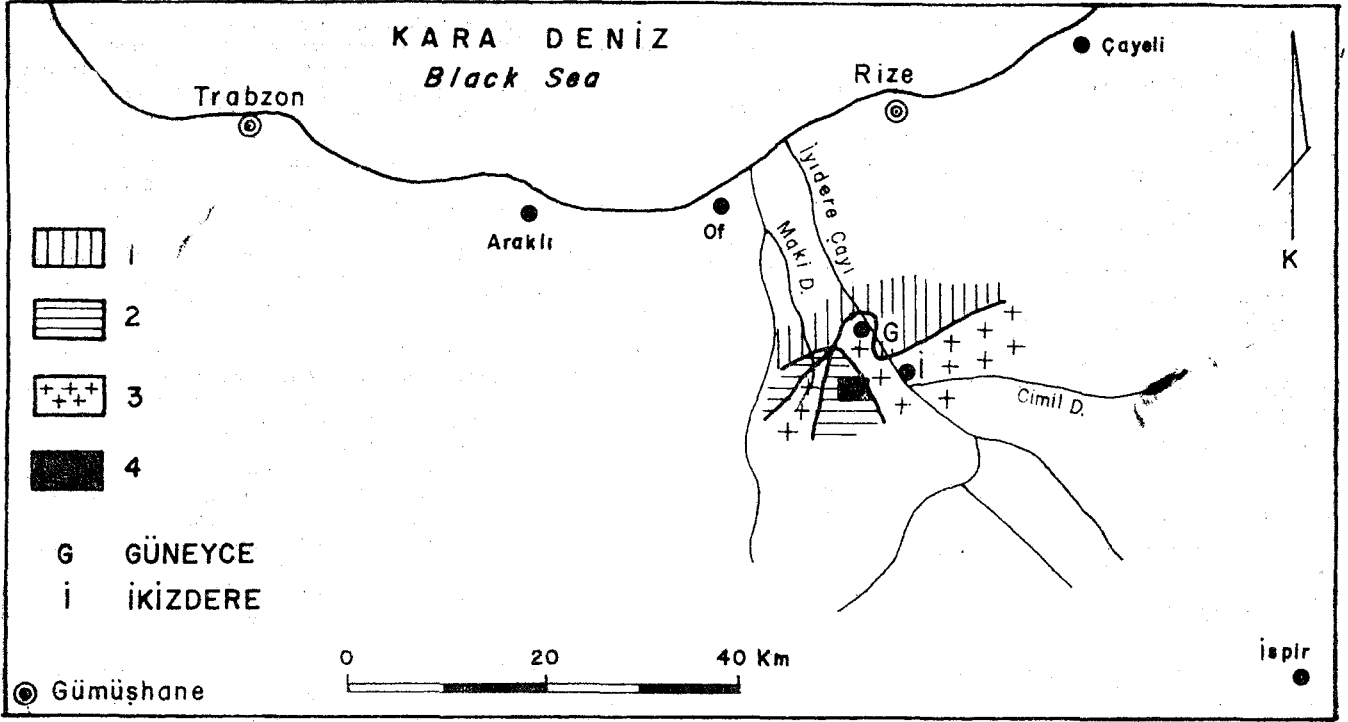 KARA DENİZ
Black Sea
Çayeli
Rize
Trabzon
İyidere Çayı
Maki D.
Araklı
Of
K
1
2
3
4
G
İ
Cimil D.
G GÜNEYCE
İ İKİZDERE
0 20 40 Km
İspir
Gümüşhane